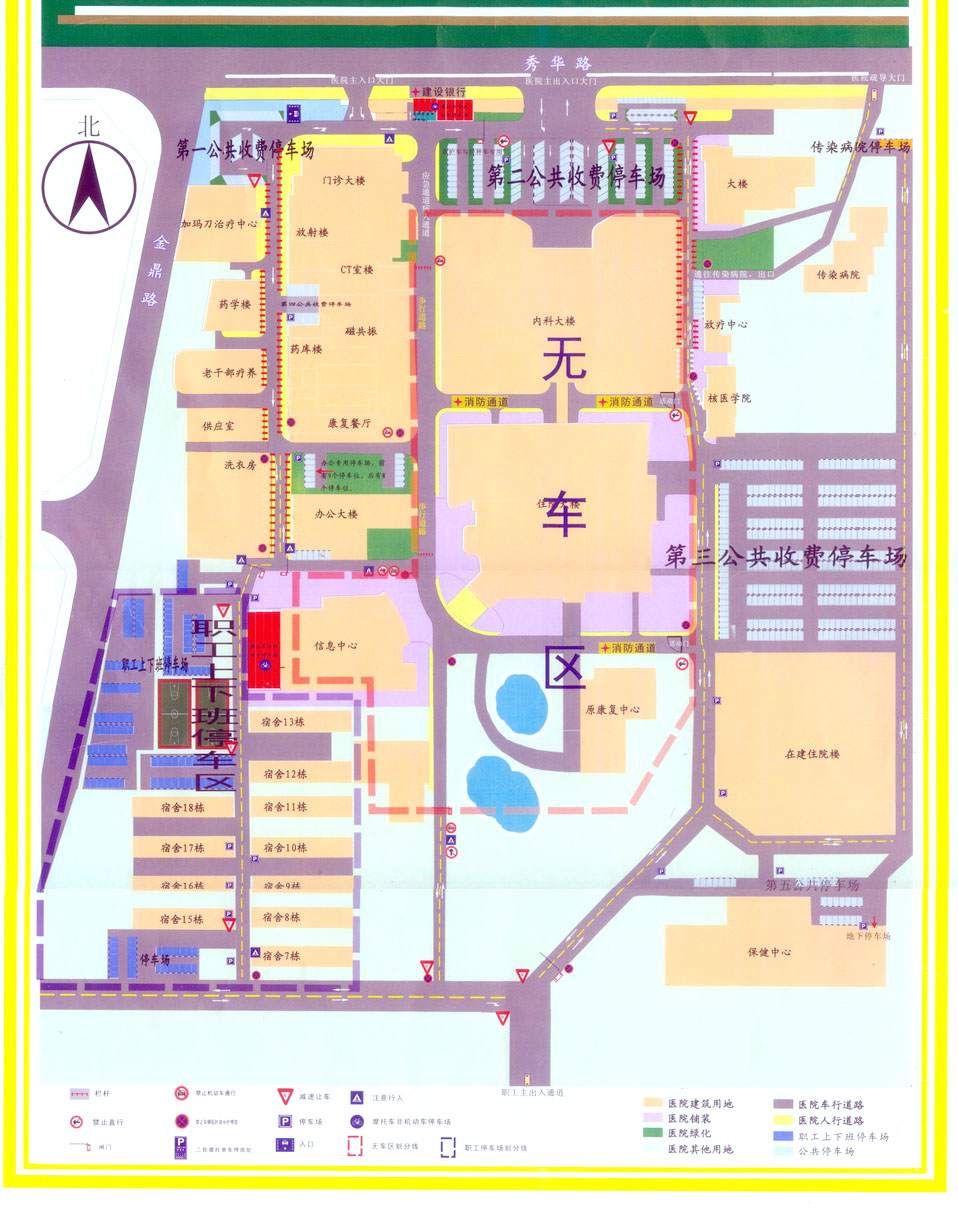 秀华路
医院主入口大门
医院主出入口大门
医院疏导大门
建设银行
北
第一公共收费停车场
门诊大楼
应急通道
第二公共收费停车场
传染病院停车场
大楼
加玛刀治疗中心
放射楼
金鼎路
CT室楼
通往传染病院，出口
传染病院
药学楼
第四公共收费停车场
步行道路
磁共振
内科大楼
放疗中心
药库楼
无
老干部疗养
消防通道
消防通道
核医学院
供应室
康复餐厅
洗衣房
办公专用停车场，前
有9个停车位，后有8
个停车位。
办公大楼
步行道路
车
第三公共收费停车场
职工上下班停车区
职工上下班停车场
信息中心
消防通道
区
原康复中心
宿舍13栋
在建住院楼
宿舍12栋
宿舍18栋
宿舍11栋
宿舍17栋
宿舍10栋
宿舍16栋
宿舍9栋
第五公共停车场
宿舍15栋
宿舍8栋
地下停车场
停车场
宿舍7栋
保健中心
职工主出入通道
栏杆
禁止机动车通行
减速让车
注意行人
禁止直行
停车场
摩托车非机动车停车场
闸门
入口
无车区划分线
职工停车场划分线
医院建筑用地
医院铺装
医院绿化
医院其他用地
医院车行道路
医院人行道路
职工上下班停车场
公共停车场